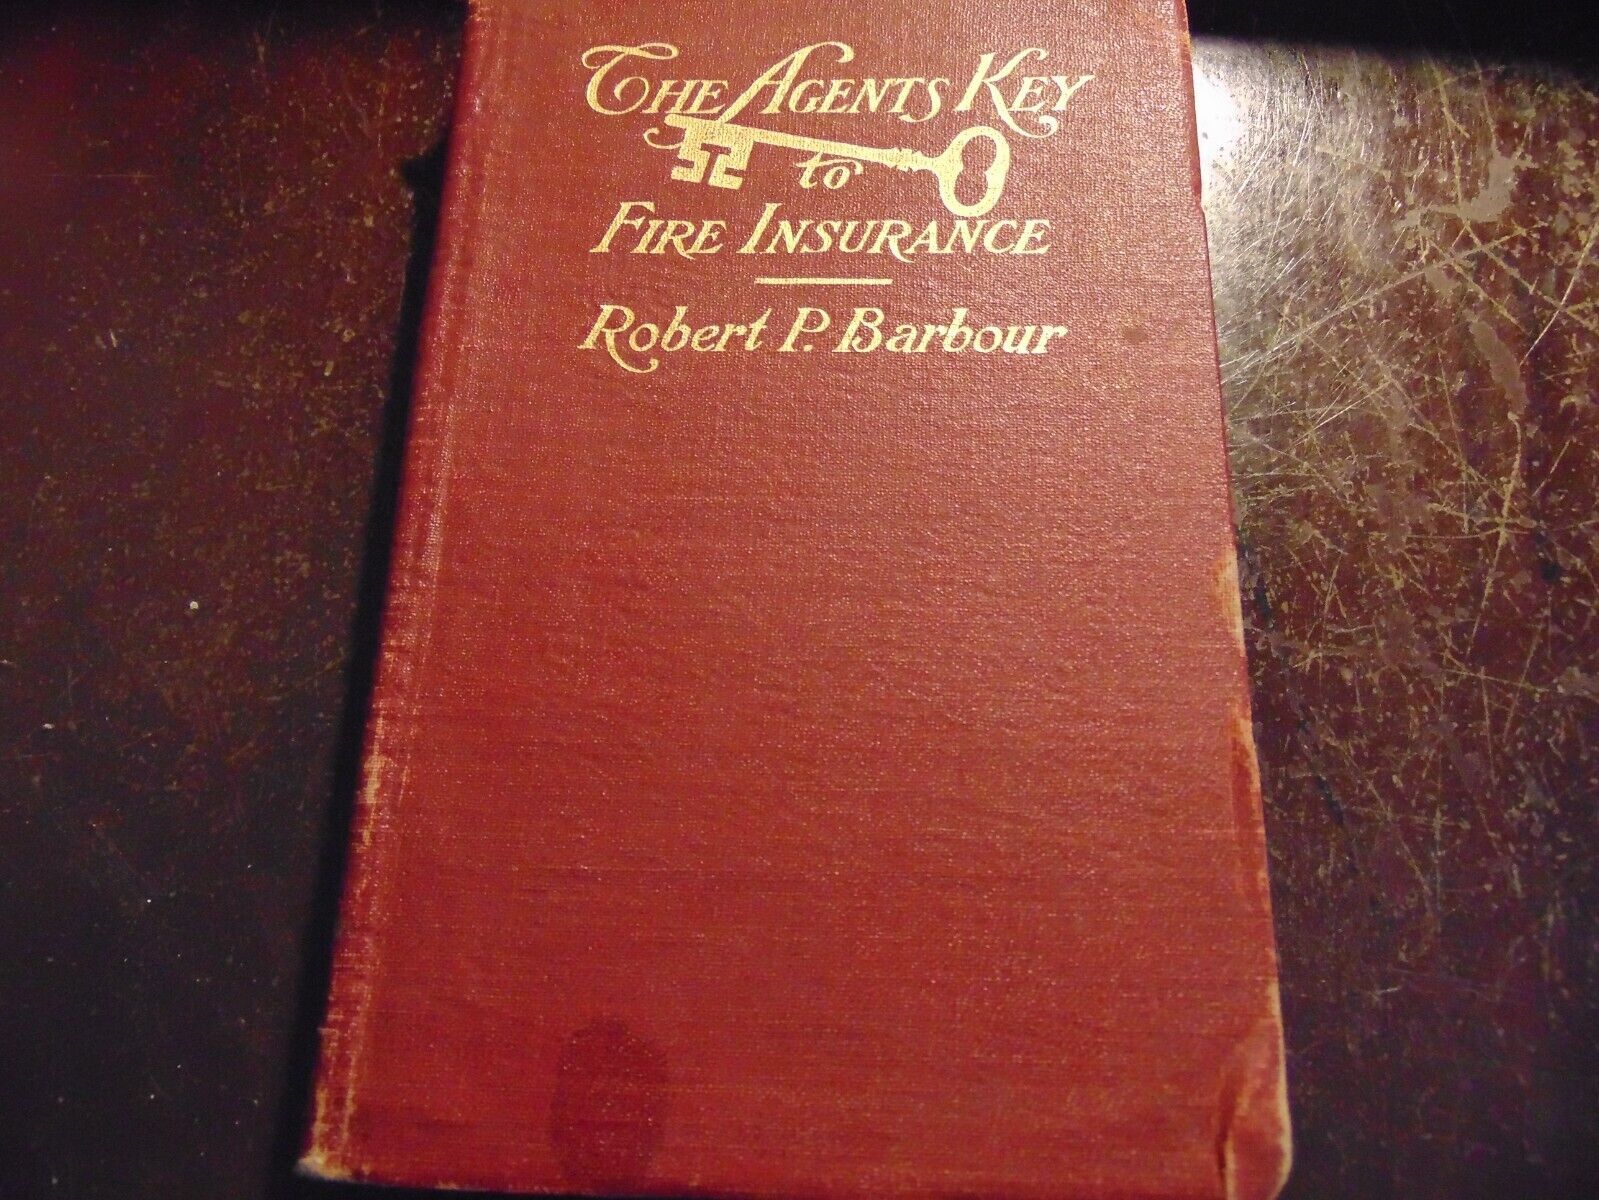 THE AGENTS KEY
to
FIRE INSURANCE
Robert P. Barbour